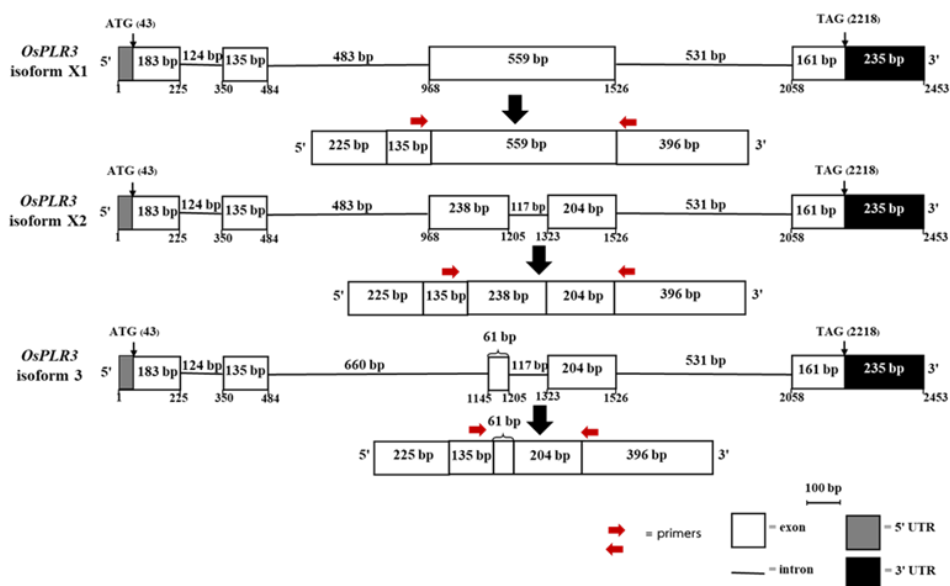 ATG (43)
TAG (2218)
OsPLR3
isoform X1
5'
183 bp
124 bp
135 bp
483 bp
559 bp
531 bp
161 bp
235 bp
3'
1
225
350
484
968
1526
2058
2453
5'
225 bp
135 bp
559 bp
396 bp
3'
ATG (43)
TAG (2218)
OsPLR3
isoform X2
5'
183 bp
124 bp
135 bp
483 bp
238 bp
117 bp
204 bp
531 bp
161 bp
235 bp
3'
1
225
350
484
968
1205
1323
1526
2058
2453
5'
225 bp
135 bp
238 bp
204 bp
396 bp
3'
ATG (43)
61 bp
TAG (2218)
OsPLR3
isoform 3
5'
183 bp
124 bp
135 bp
660 bp
117 bp
204 bp
531 bp
161 bp
235 bp
3'
1
225
350
484
1145
1205
1323
1526
2058
2453
61 bp
5'
225 bp
135 bp
204 bp
396 bp
3'
100 bp
= primers
= exon
= 5' UTR
= intron
= 3' UTR